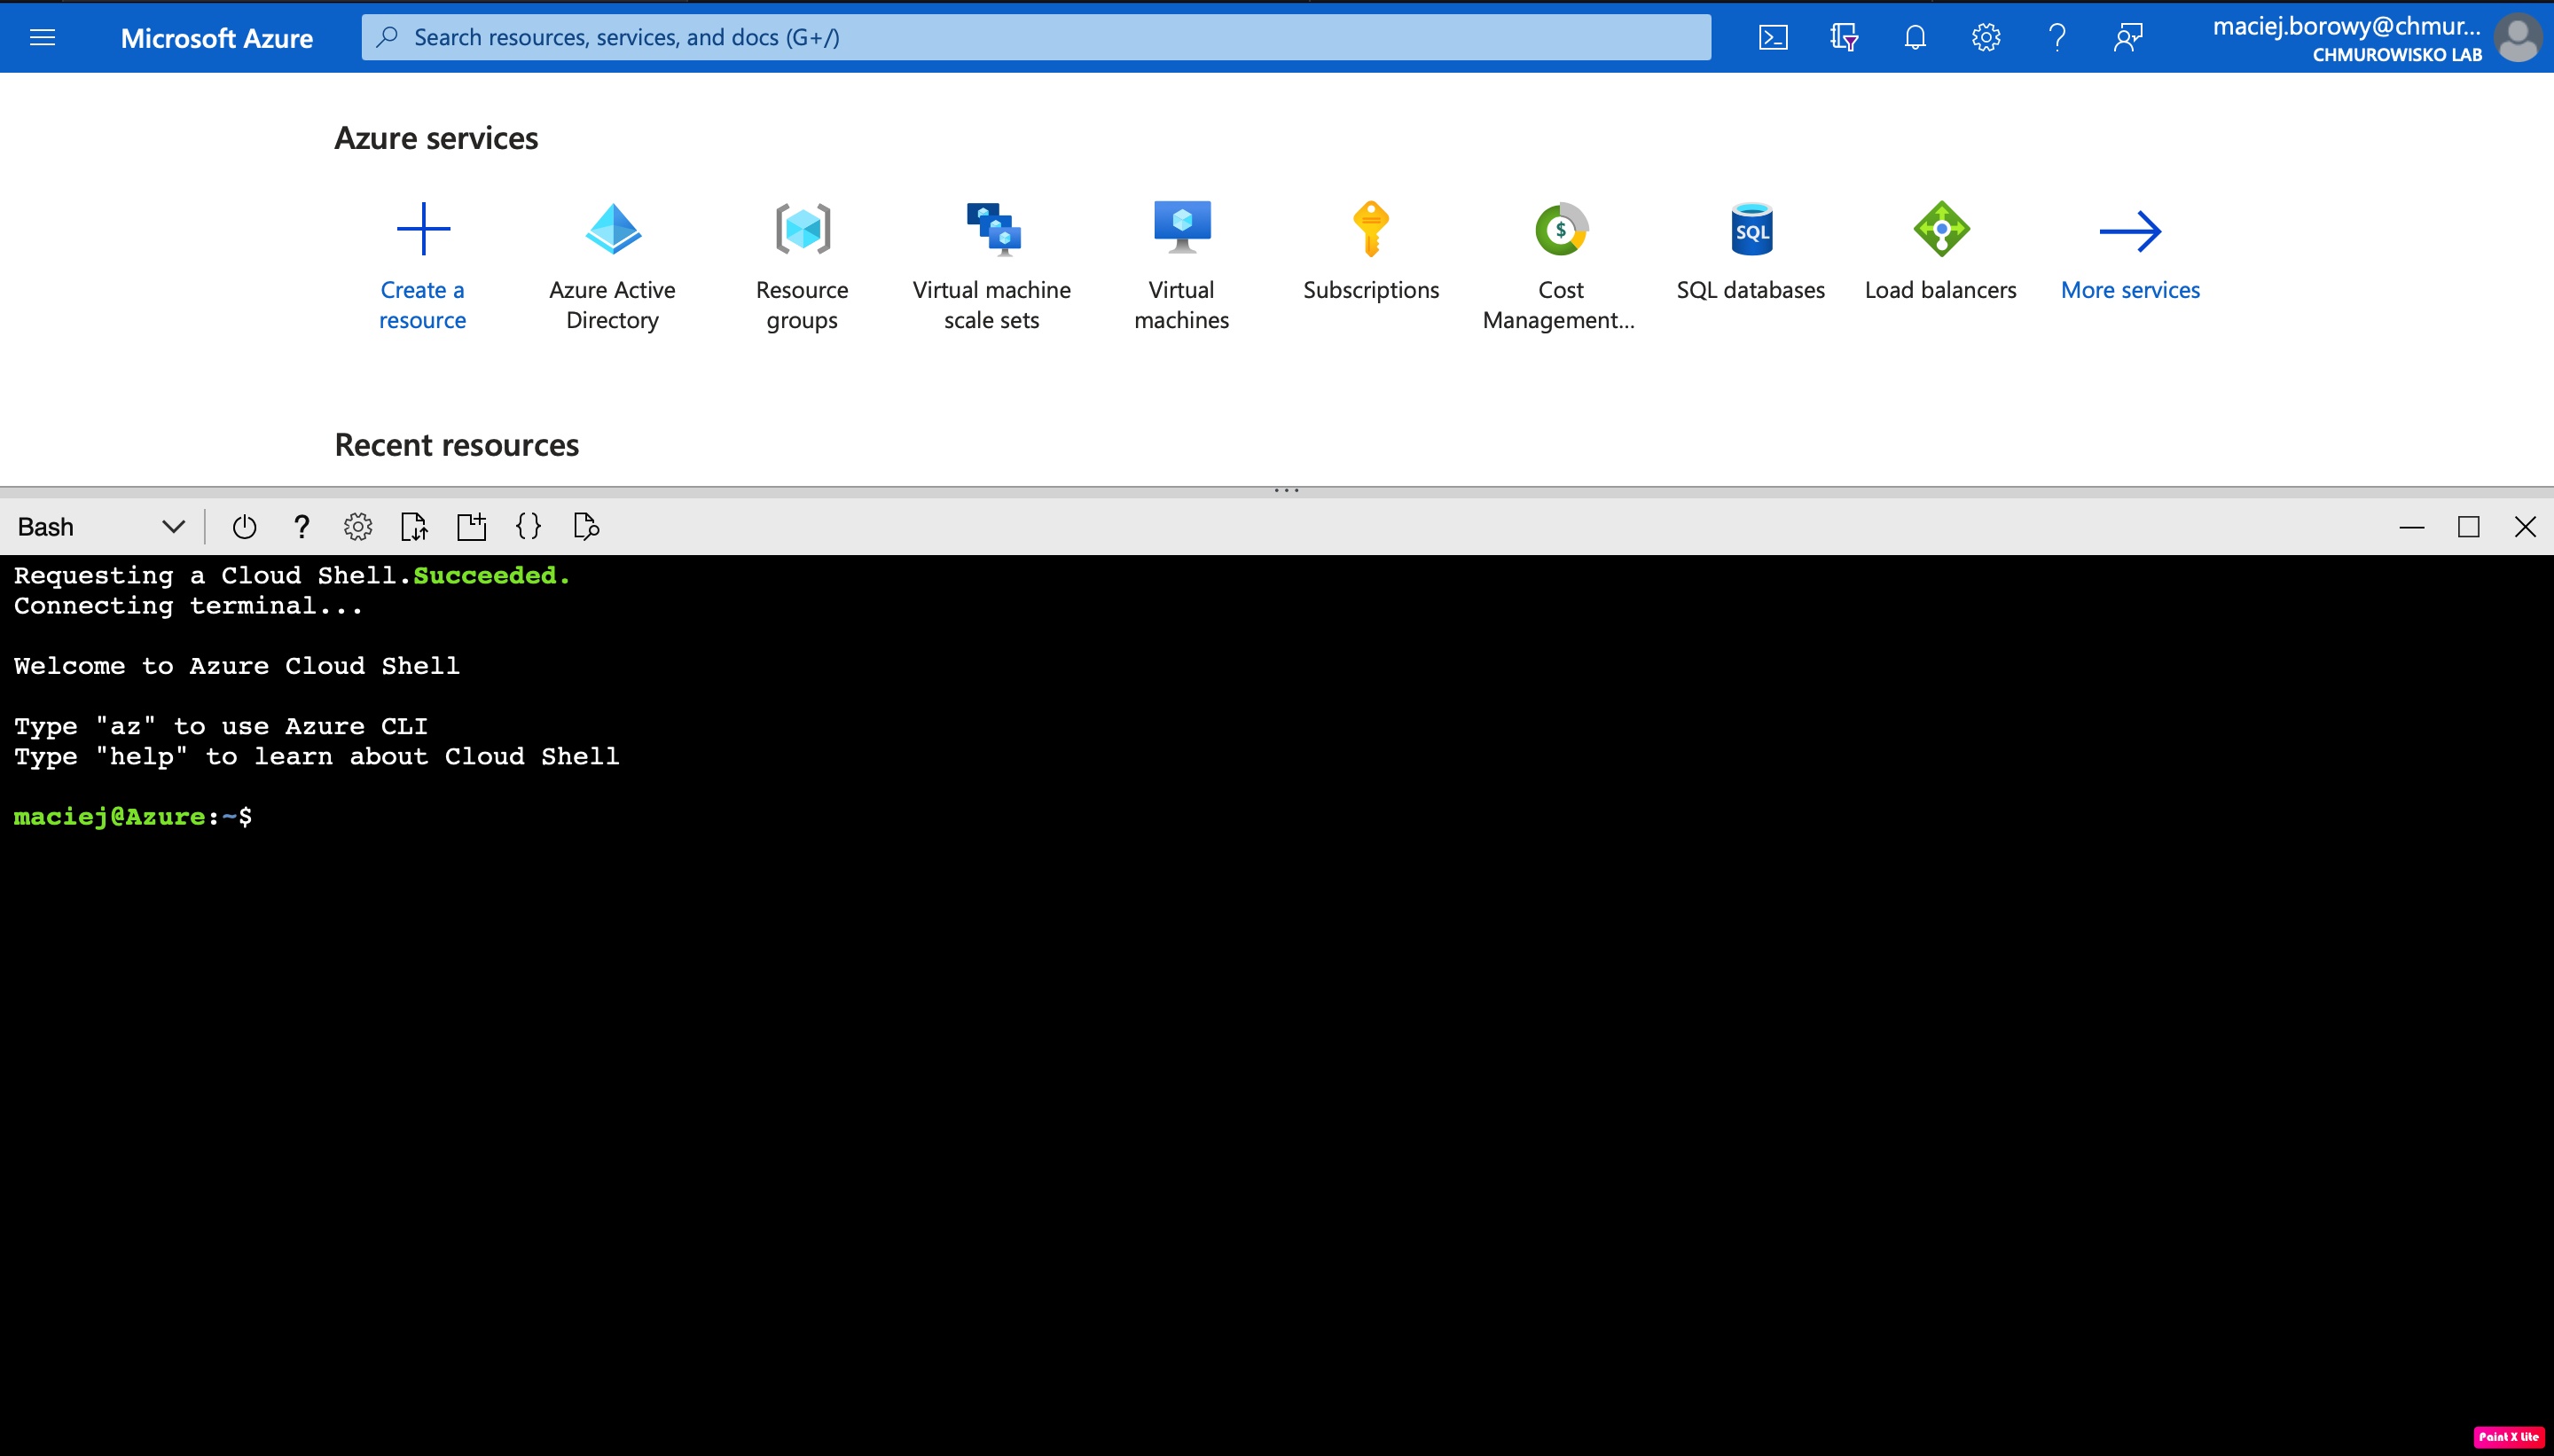 Microsoft Azure
Search resources, services, and docs (G+/)
maciej.borowy@chmur...
CHMUROWISKO LAB
Azure services
Create a
resource
Azure Active
Directory
Resource
groups
Virtual machine
scale sets
Virtual
machines
Subscriptions
$
Cost
Management...
SQL
SQL databases
Load balancers
More services
Recent resources
Bash
Requesting a Cloud Shell.Succeeded.
Connecting terminal...
Welcome to Azure Cloud Shell
Type "az" to use Azure CLI
Type "help" to learn about Cloud Shell
maciej@Azure:~$
Paint X Lite